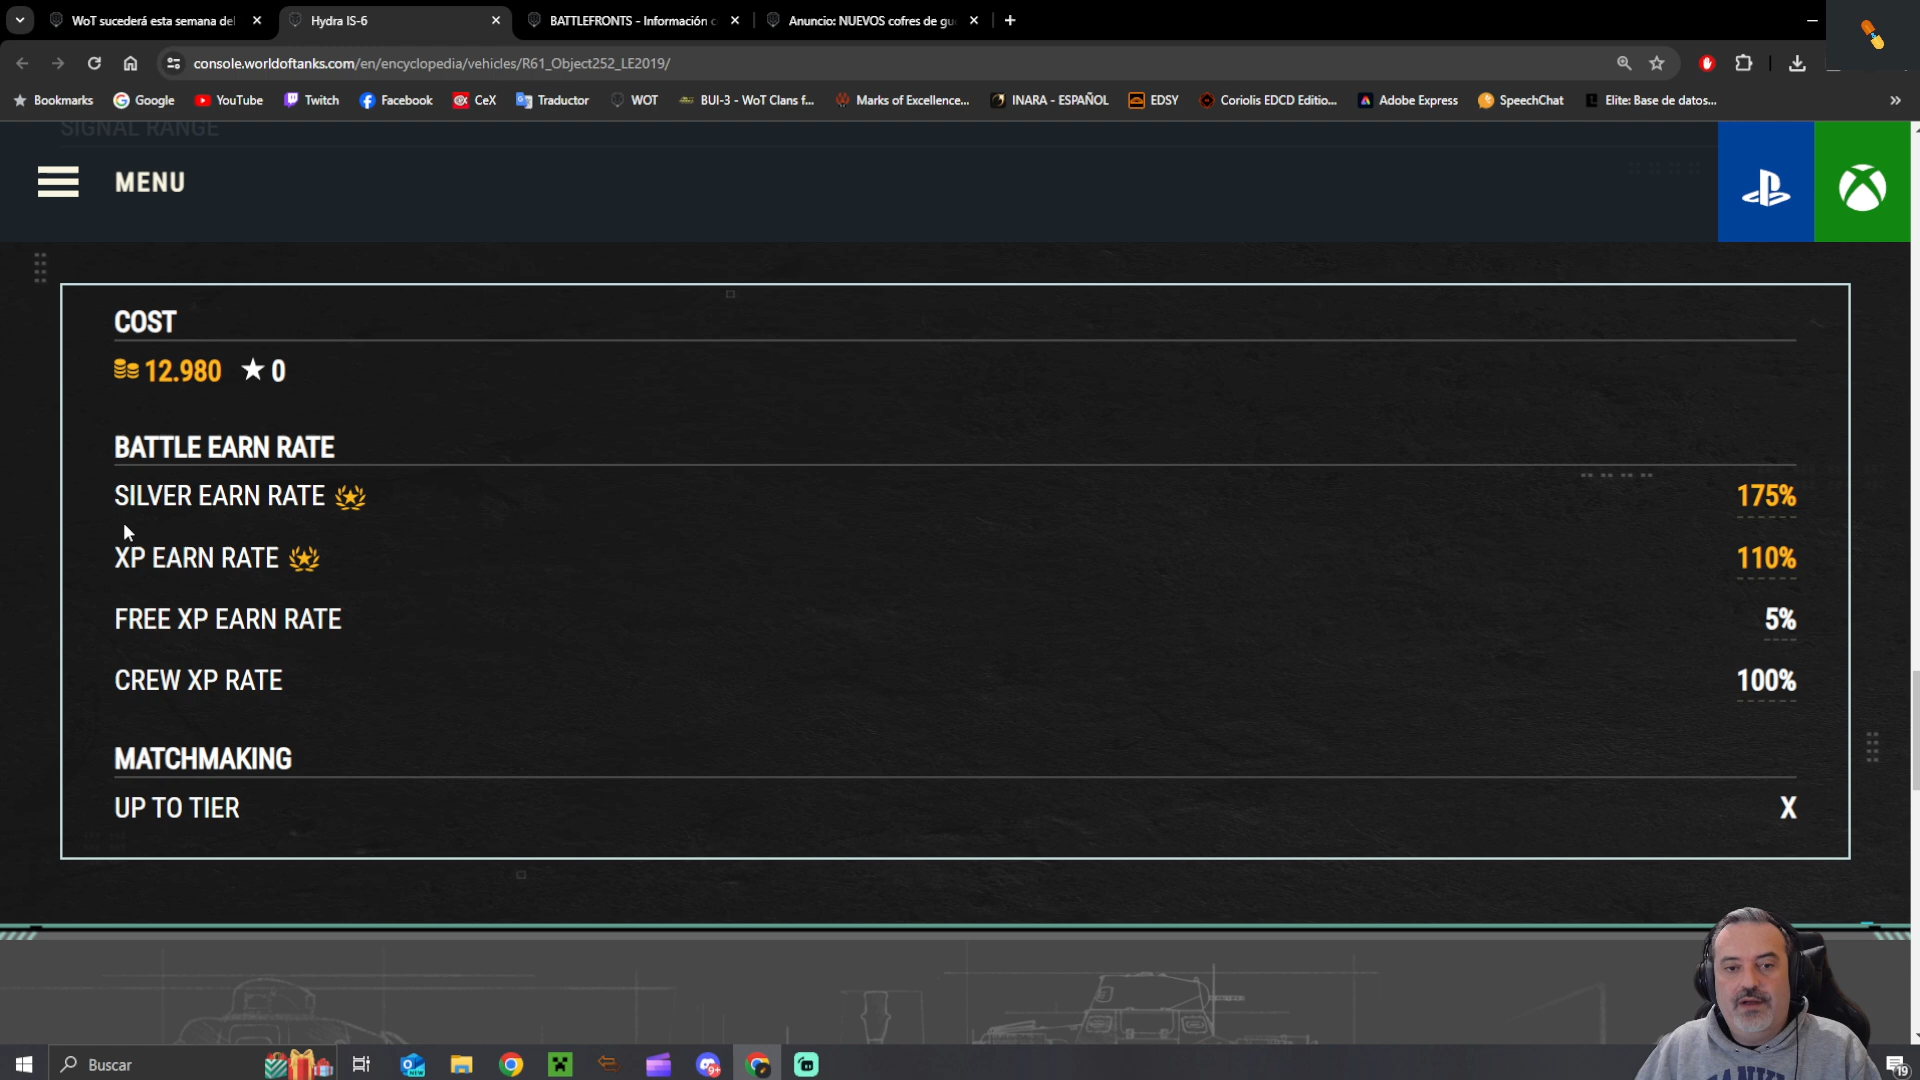 WoT sucederá esta semana del
Hydra IS-6
BATTLEFRONTS - Información c
Anuncio: NUEVOS cofres de gu
console.worldoftanks.com/en/encyclopedia/vehicles/R61_Object252_LE2019/
Bookmarks
Google
YouTube
Twitch
Facebook
CeX
Traductor
WOT
BUI-3 - WoT Clans f...
Marks of Excellence...
INARA - ESPAÑOL
EDSY
Coriolis EDCD Editio...
Adobe Express
SpeechChat
Elite: Base de datos...
SIGNAL RANGE
MENU
COST
12.980 0
BATTLE EARN RATE
SILVER EARN RATE 175%
XP EARN RATE 110%
FREE XP EARN RATE 5%
CREW XP RATE 100%
MATCHMAKING
UP TO TIER X
Buscar
NEW
9+
19